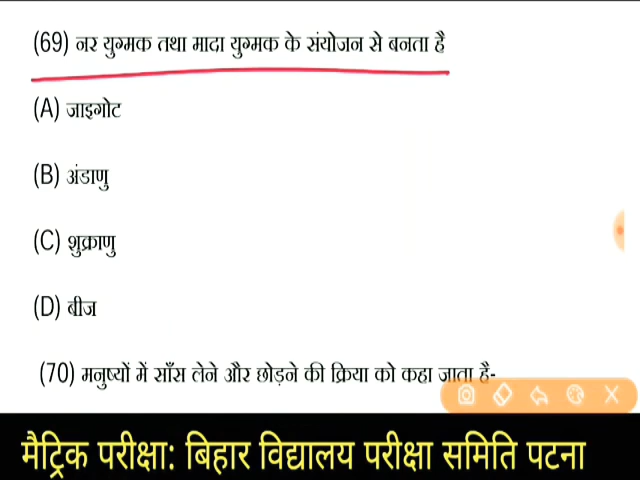 (69) नर युग्मक तथा मादा युग्मक के संयोजन से बनता है
(A) जाइगोट
(B) अंडाणु
(C) शुक्राणु
(D) बीज
(70) मनुष्यों में साँस लेने और छोड़ने की क्रिया को कहा जाता है-
मैट्रिक परीक्षा: बिहार विद्यालय परीक्षा समिति पटना